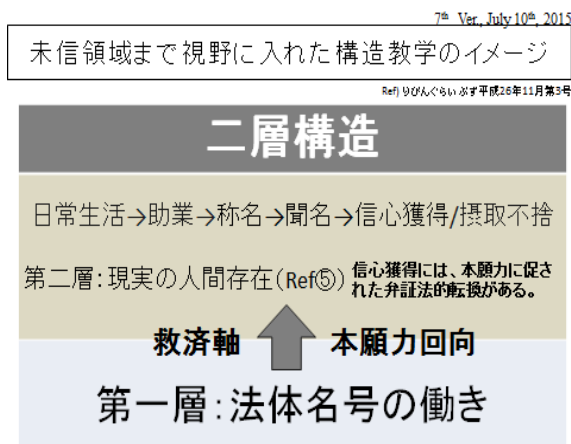 7th Ver., July 10th, 2015
未信領域まで視野に入れた構造教学のイメージ
Ref) りびんぐらいぶず平成26年11月第3号
二層構造
日常生活→助業→称名→聞名→信心獲得/摂取不捨
第二層:現実の人間存在(Ref⑤)
信心獲得には、本願力に促さ
れた弁証法的転換がある。
救済軸 本願力回向
第一層:法体名号の働き